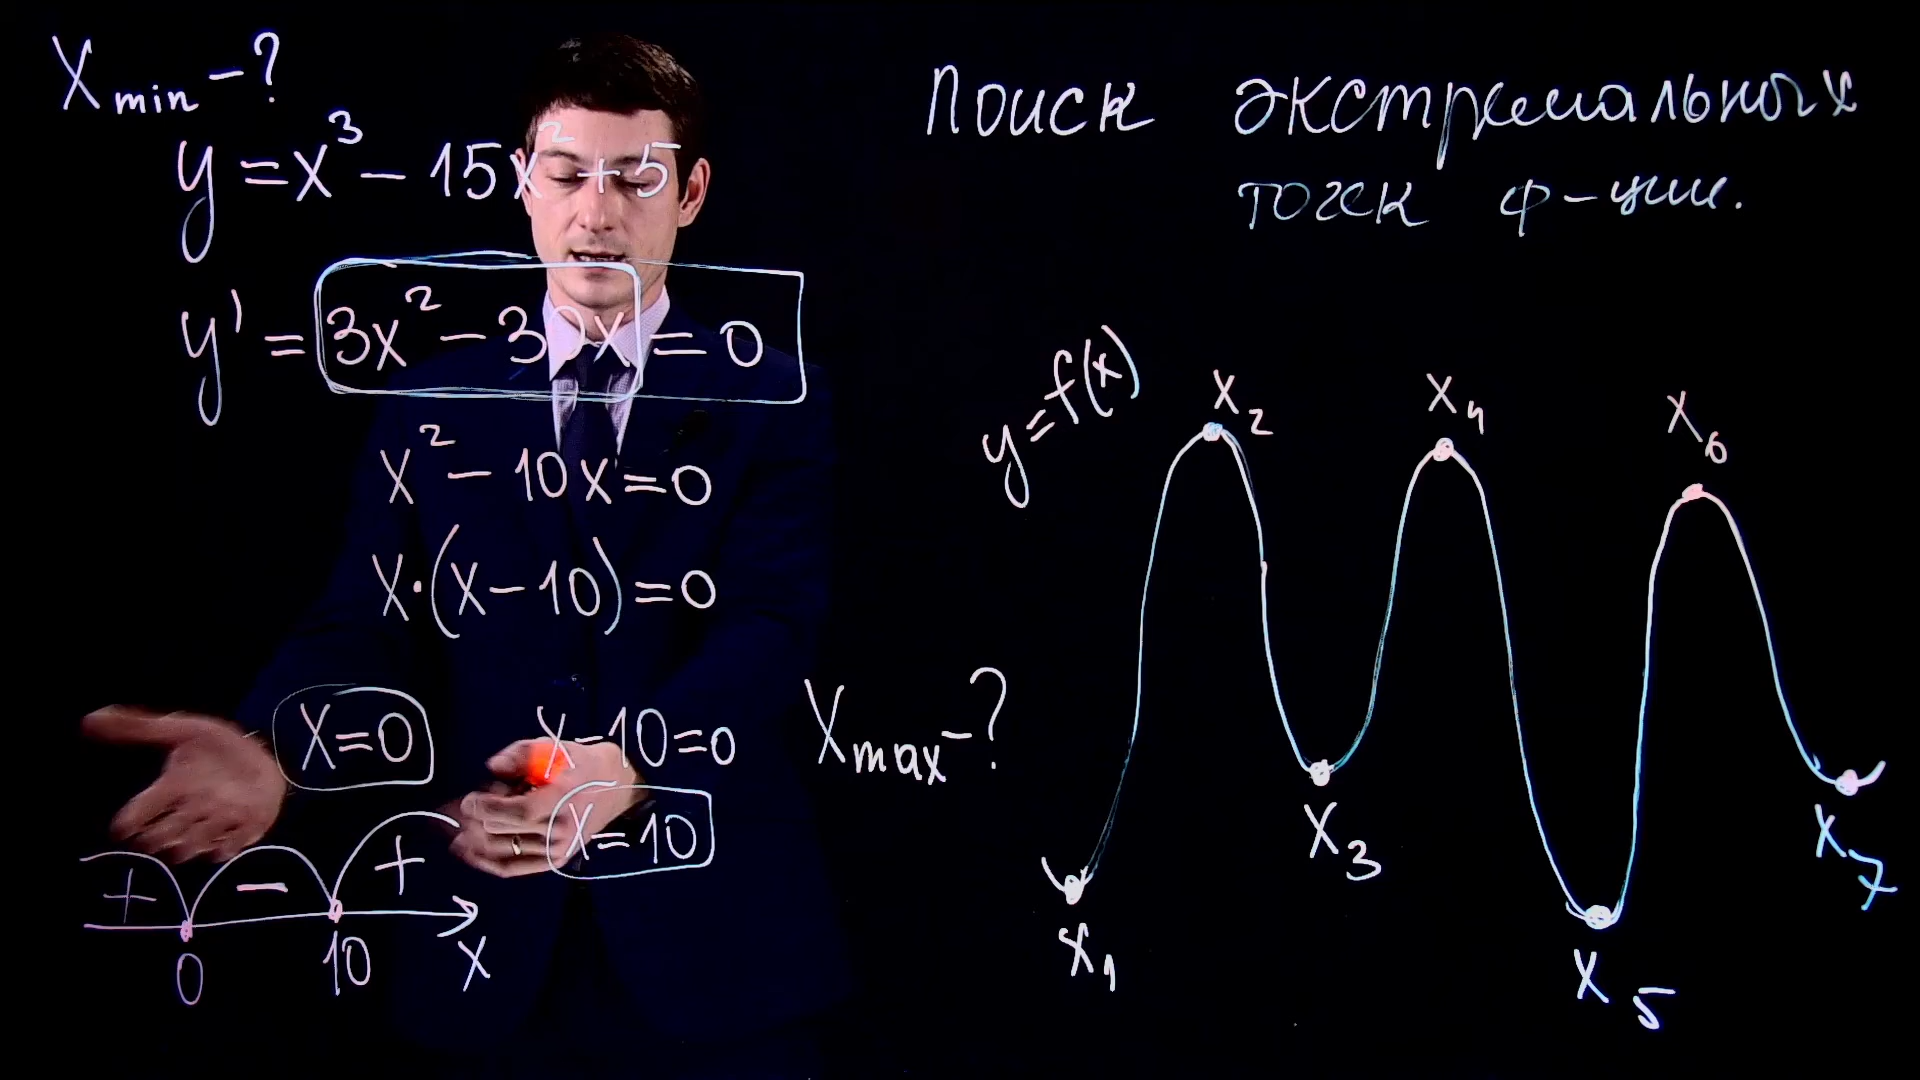 Xmin - ?
y = x³ - 15x² + 5
y' = 3x² - 30x = 0
x² - 10x = 0
x·(x - 10) = 0
x = 0
x - 10 = 0
x = 10
+ - +
0 10 x
Поиск экстремальных
точек ф-ции.
y = f(x)
x₂ x₄ x₆
Xmax - ?
x₁ x₃ x₅ x₇